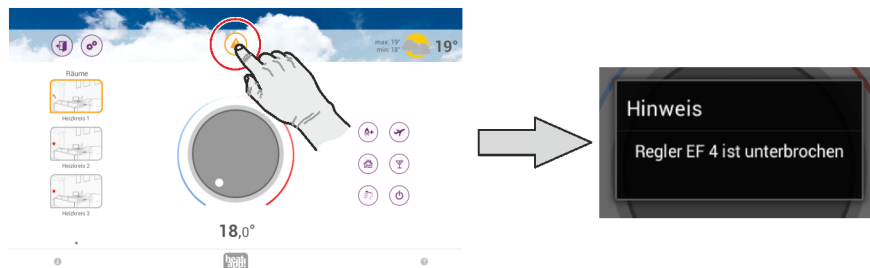 max: 19°
min: 18°
19°
Räume
Heizkreis 1
Heizkreis 2
Heizkreis 3
18,0°
heat
app!
Hinweis
Regler EF 4 ist unterbrochen